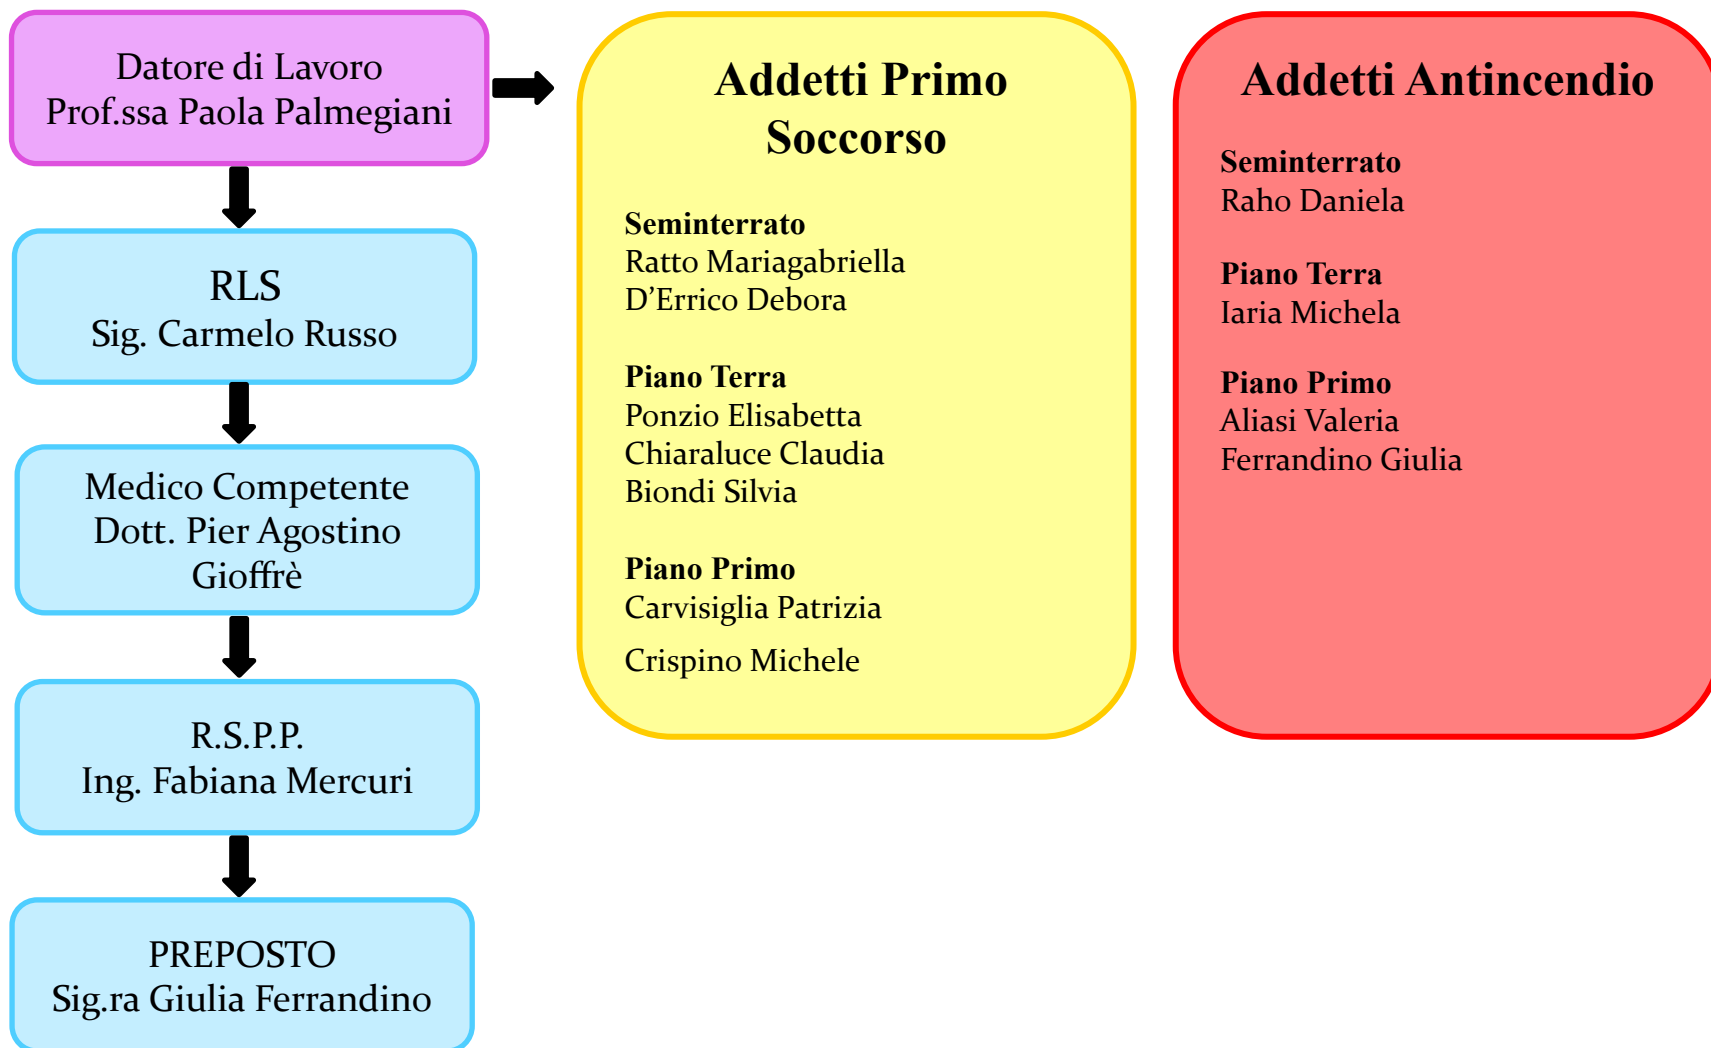 Datore di Lavoro
Prof.ssa Paola Palmegiani
RLS
Sig. Carmelo Russo
Medico Competente
Dott. Pier Agostino
Gioffrè
R.S.P.P.
Ing. Fabiana Mercuri
PREPOSTO
Sig.ra Giulia Ferrandino
Addetti Primo
Soccorso
Seminterrato
Ratto Mariagabriella
D’Errico Debora
Piano Terra
Ponzio Elisabetta
Chiaraluce Claudia
Biondi Silvia
Piano Primo
Carvisiglia Patrizia
Crispino Michele
Addetti Antincendio
Seminterrato
Raho Daniela
Piano Terra
Iaria Michela
Piano Primo
Aliasi Valeria
Ferrandino Giulia